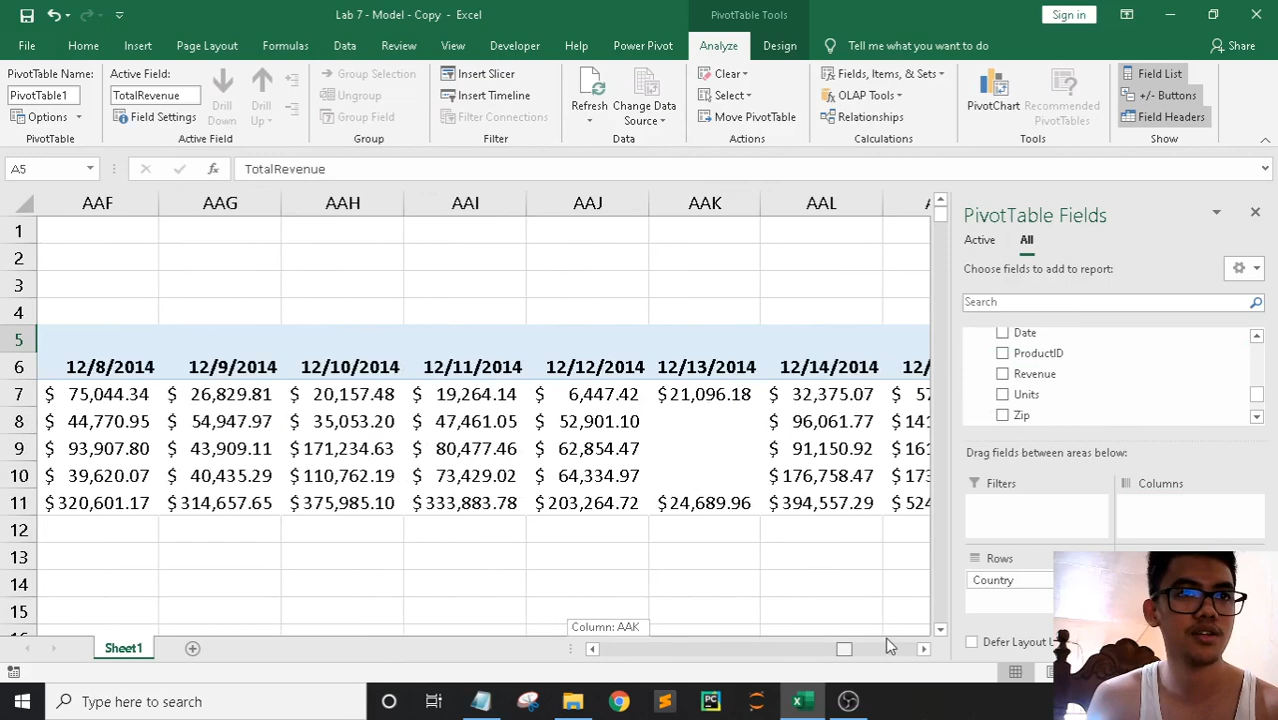 Lab 7 - Model - Copy - Excel
PivotTable Tools
Sign in
File Home Insert Page Layout Formulas Data Review View Developer Help Power Pivot Analyze Design Tell me what you want to do Share
PivotTable Name:
PivotTable1
Options
PivotTable
Active Field:
TotalRevenue
Field Settings
Drill Down
Drill Up
Active Field
Group Selection
Ungroup
Group Field
Group
Insert Slicer
Insert Timeline
Filter Connections
Filter
Refresh
Change Data Source
Data
Clear
Select
Move PivotTable
Actions
Fields, Items, & Sets
OLAP Tools
Relationships
Calculations
PivotChart
Recommended PivotTables
Tools
Field List
+/- Buttons
Field Headers
Show
A5 fx TotalRevenue
AAF AAG AAH AAI AAJ AAK AAL
1
2
3
4
5
6 12/8/2014 12/9/2014 12/10/2014 12/11/2014 12/12/2014 12/13/2014 12/14/2014 12/
7 $ 75,044.34 $ 26,829.81 $ 20,157.48 $ 19,264.14 $ 6,447.42 $21,096.18 $ 32,375.07 $ 57
8 $ 44,770.95 $ 54,947.97 $ 35,053.20 $ 47,461.05 $ 52,901.10 $ 96,061.77 $ 141
9 $ 93,907.80 $ 43,909.11 $ 171,234.63 $ 80,477.46 $ 62,854.47 $ 91,150.92 $ 161
10 $ 39,620.07 $ 40,435.29 $ 110,762.19 $ 73,429.02 $ 64,334.97 $ 176,758.47 $ 173
11 $ 320,601.17 $ 314,657.65 $ 375,985.10 $ 333,883.78 $ 203,264.72 $24,689.96 $ 394,557.29 $ 524
12
13
14
15
Column: AAK
Sheet1
PivotTable Fields
Active All
Choose fields to add to report:
Search
Date
ProductID
Revenue
Units
Zip
Drag fields between areas below:
Filters Columns
Rows
Country
Defer Layout
Type here to search